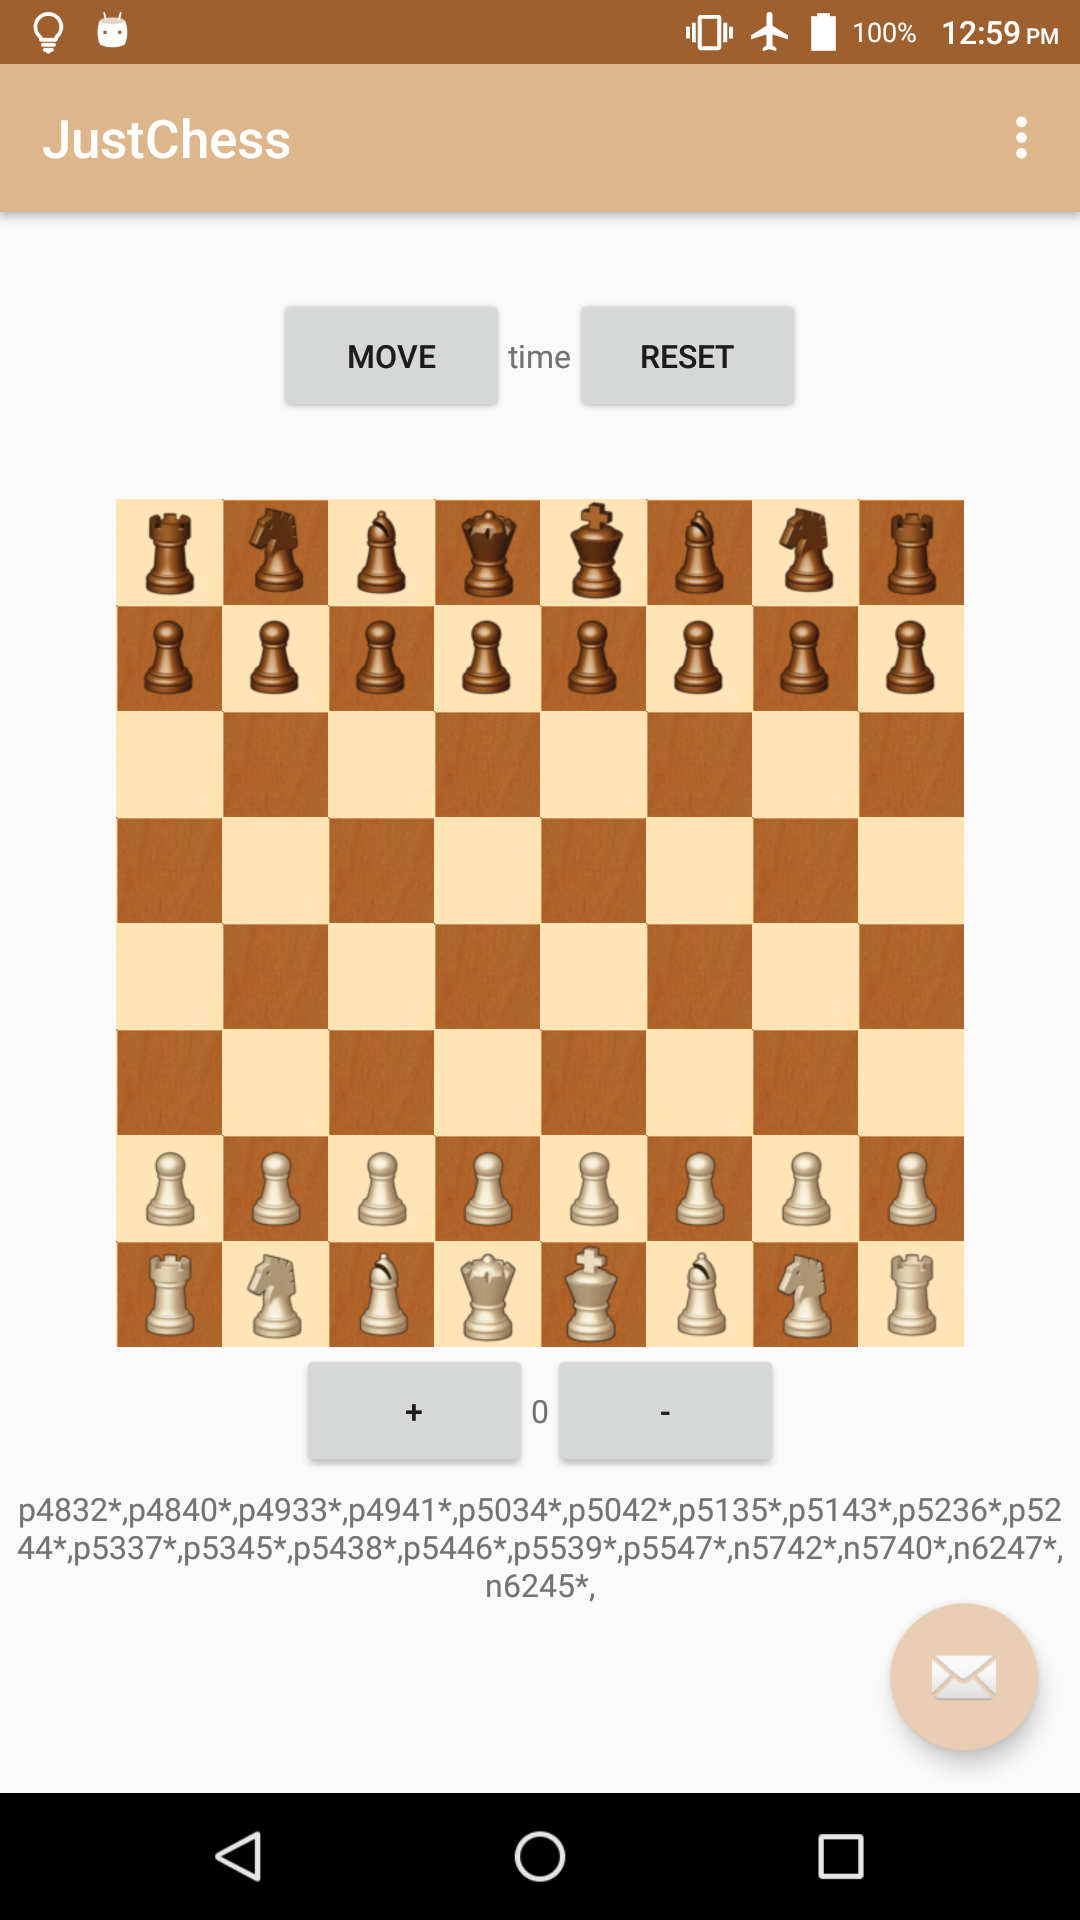 100% 12:59 PM
JustChess
MOVE time RESET
+ 0 -
p4832*,p4840*,p4933*,p4941*,p5034*,p5042*,p5135*,p5143*,p5236*,p52
44*,p5337*,p5345*,p5438*,p5446*,p5539*,p5547*,n5742*,n5740*,n6247*,
n6245*,